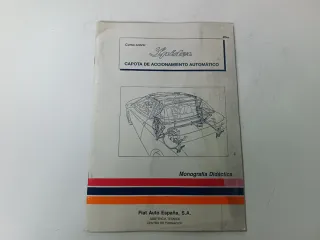 Spider
CAPOTA DE ACCIONAMIENTO AUTOMÁTICO
Monografía Didáctica
Fiat Auto España, S.A.